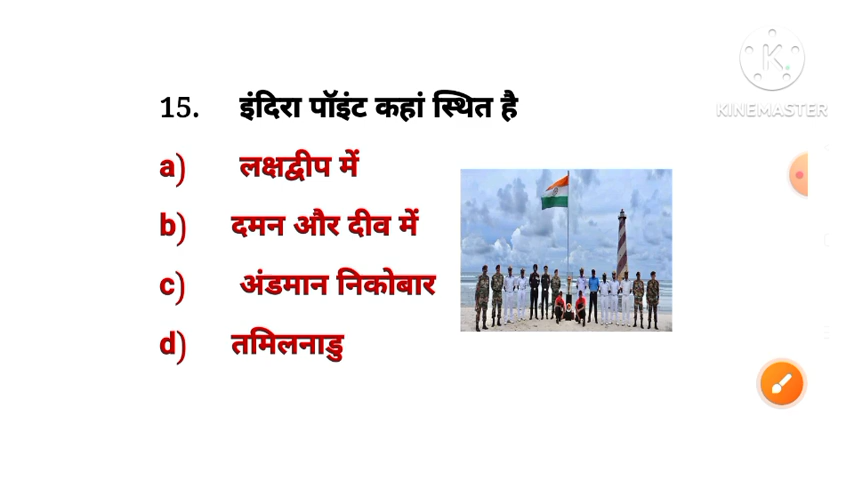 15. इंदिरा पॉइंट कहां स्थित है
a) लक्षद्वीप में
b) दमन और दीव में
c) अंडमान निकोबार
d) तमिलनाडु
K
KINEMASTER